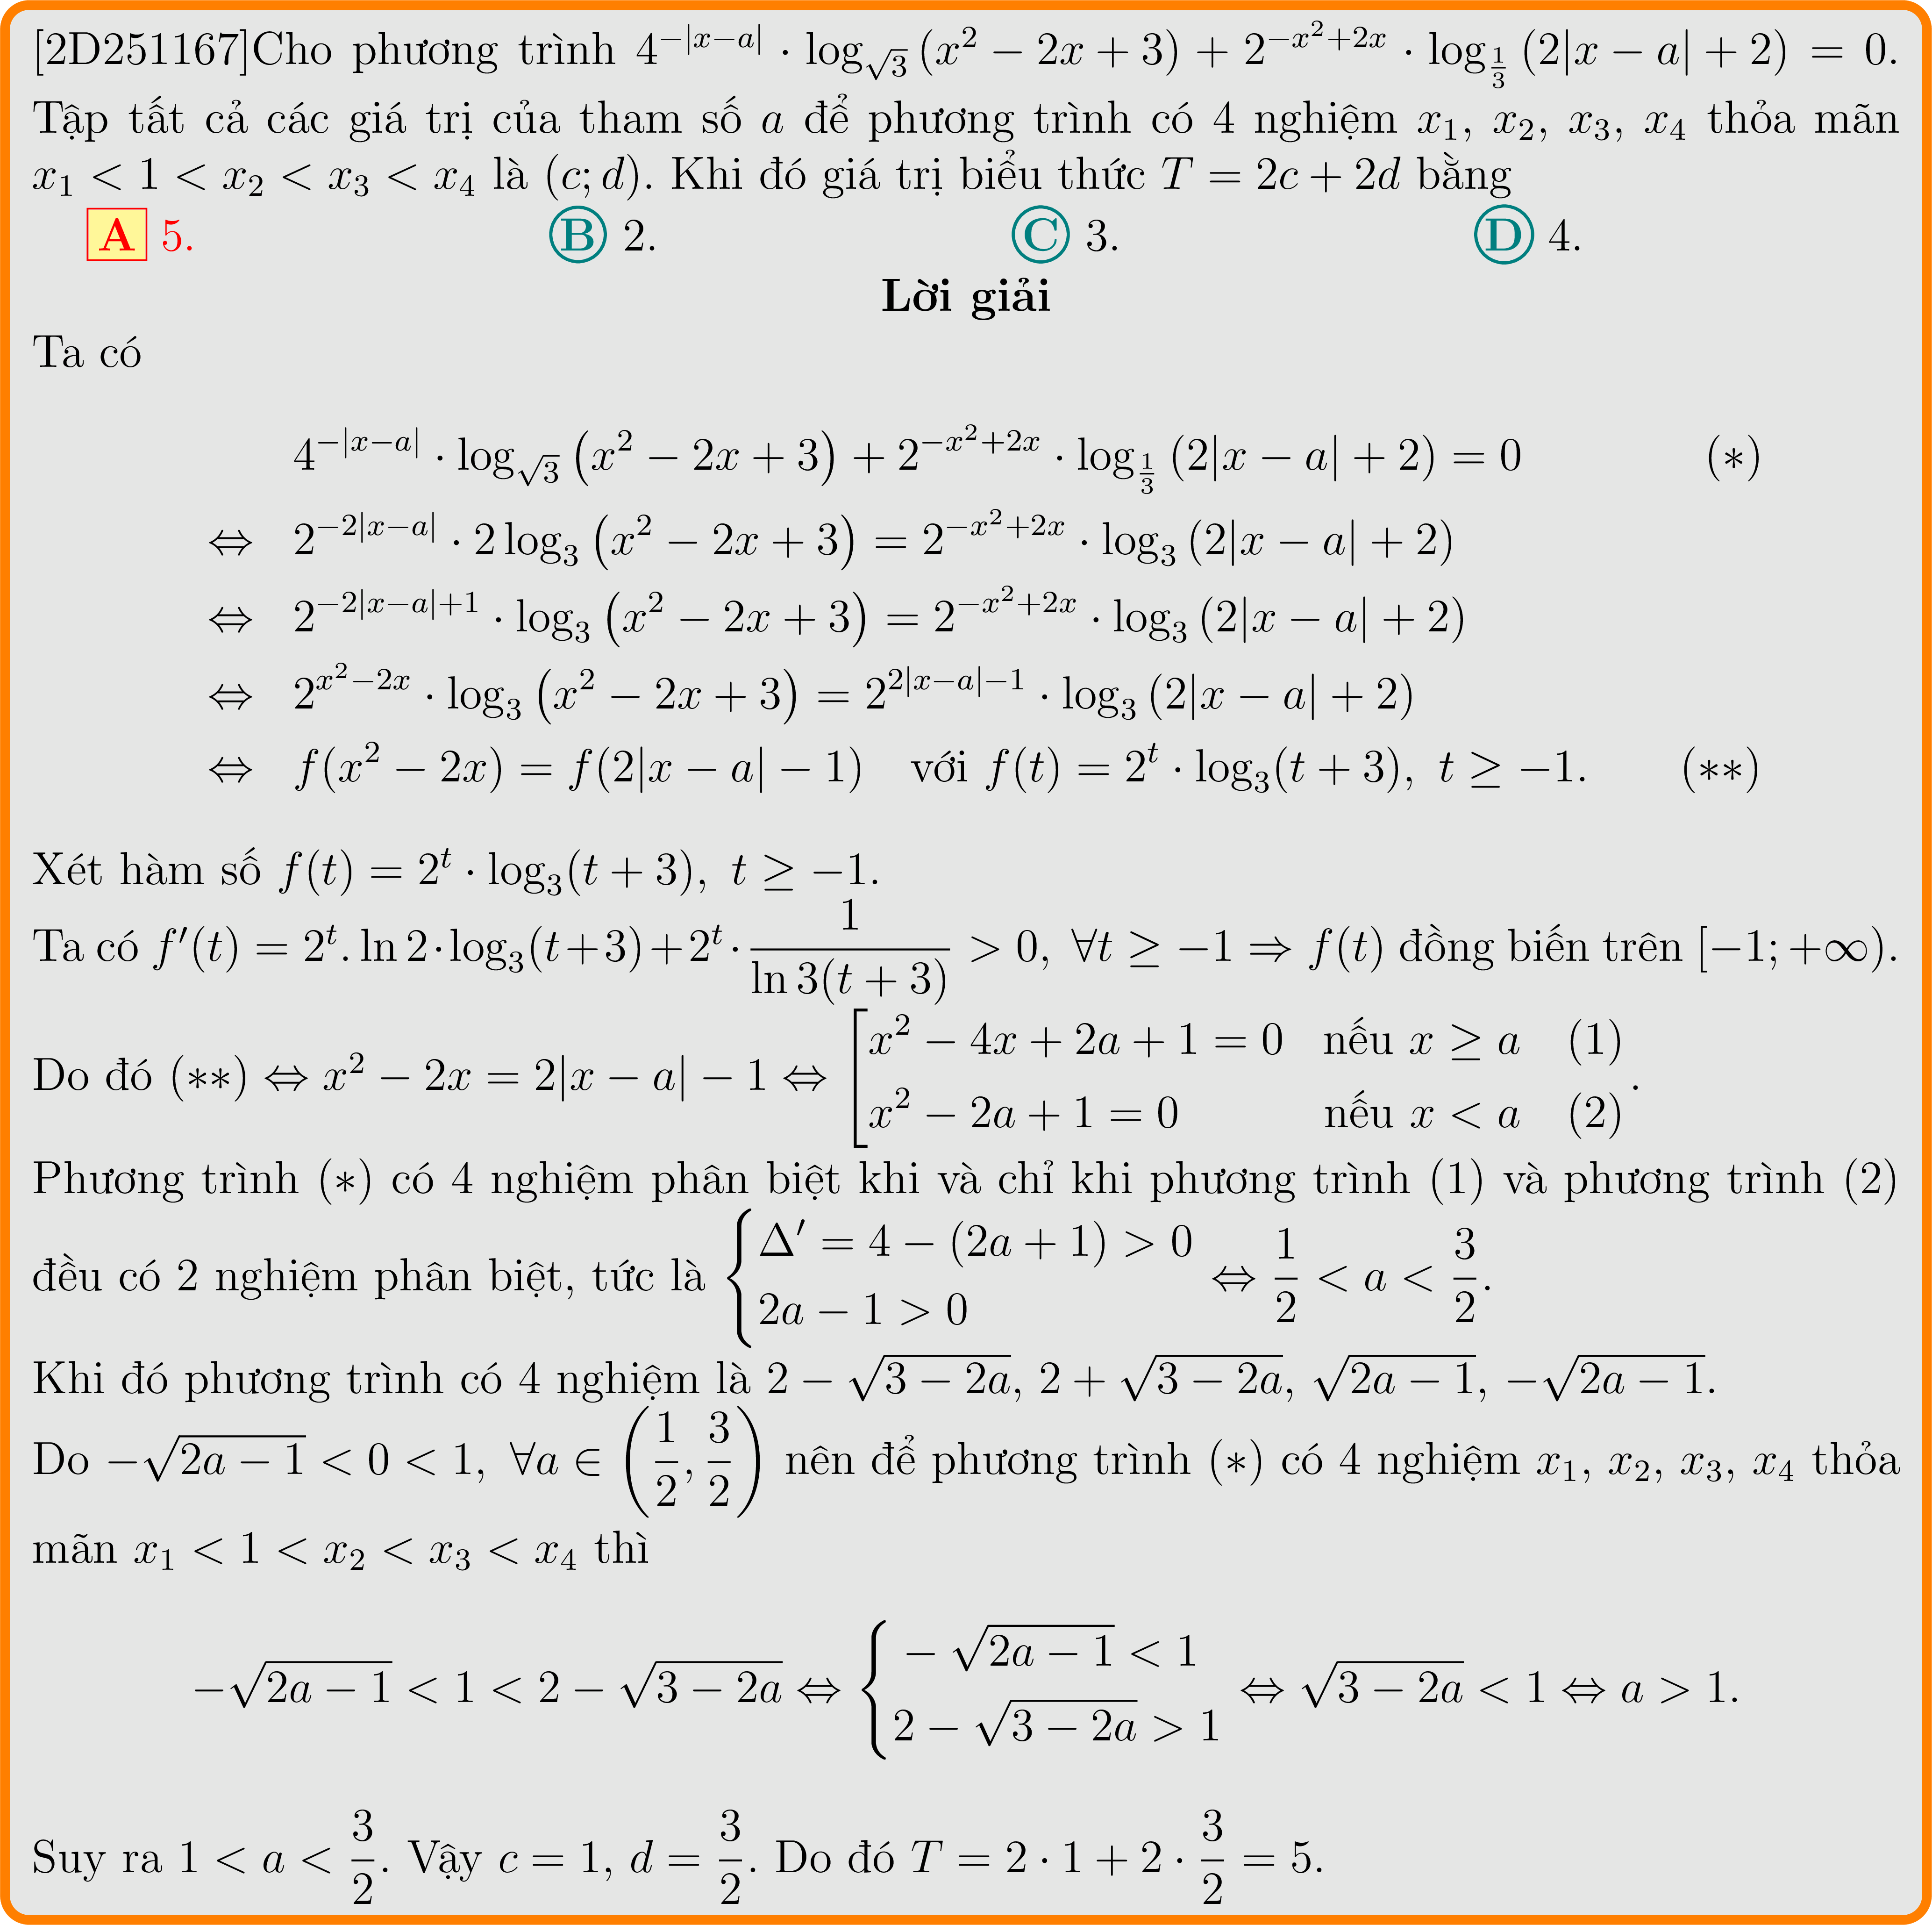 [2D251167]Cho phương trình $4^{-|x-a|} \cdot \log_{\sqrt{3}}(x^2 - 2x + 3) + 2^{-x^2+2x} \cdot \log_{\frac{1}{3}}(2|x - a| + 2) = 0$.
Tập tất cả các giá trị của tham số $a$ để phương trình có 4 nghiệm $x_1$, $x_2$, $x_3$, $x_4$ thỏa mãn
$x_1 < 1 < x_2 < x_3 < x_4$ là $(c; d)$. Khi đó giá trị biểu thức $T = 2c + 2d$ bằng
A 5. B 2. C 3. D 4.
Lời giải
Ta có
$4^{-|x-a|} \cdot \log_{\sqrt{3}}(x^2 - 2x + 3) + 2^{-x^2+2x} \cdot \log_{\frac{1}{3}}(2|x - a| + 2) = 0$ (∗)
$\Leftrightarrow 2^{-2|x-a|} \cdot 2\log_3(x^2 - 2x + 3) = 2^{-x^2+2x} \cdot \log_3(2|x - a| + 2)$
$\Leftrightarrow 2^{-2|x-a|+1} \cdot \log_3(x^2 - 2x + 3) = 2^{-x^2+2x} \cdot \log_3(2|x - a| + 2)$
$\Leftrightarrow 2^{x^2-2x} \cdot \log_3(x^2 - 2x + 3) = 2^{2|x-a|-1} \cdot \log_3(2|x - a| + 2)$
$\Leftrightarrow f(x^2 - 2x) = f(2|x - a| - 1)$ với $f(t) = 2^t \cdot \log_3(t + 3),\ t \geq -1$. (∗∗)
Xét hàm số $f(t) = 2^t \cdot \log_3(t + 3),\ t \geq -1$.
Ta có $f'(t) = 2^t. \ln 2 \cdot \log_3(t+3) + 2^t \cdot \frac{1}{\ln 3(t + 3)} > 0,\ \forall t \geq -1 \Rightarrow f(t)$ đồng biến trên $[-1; +\infty)$.
Do đó (∗∗) $\Leftrightarrow x^2 - 2x = 2|x - a| - 1 \Leftrightarrow \left[\begin{matrix} x^2 - 4x + 2a + 1 = 0 & \text{nếu } x \geq a & (1) \\ x^2 - 2a + 1 = 0 & \text{nếu } x < a & (2) \end{matrix}\right.$.
Phương trình (∗) có 4 nghiệm phân biệt khi và chỉ khi phương trình (1) và phương trình (2)
đều có 2 nghiệm phân biệt, tức là $\begin{cases} \Delta' = 4 - (2a + 1) > 0 \\ 2a - 1 > 0 \end{cases} \Leftrightarrow \frac{1}{2} < a < \frac{3}{2}$.
Khi đó phương trình có 4 nghiệm là $2 - \sqrt{3 - 2a}$, $2 + \sqrt{3 - 2a}$, $\sqrt{2a - 1}$, $-\sqrt{2a - 1}$.
Do $-\sqrt{2a - 1} < 0 < 1,\ \forall a \in \left(\frac{1}{2}, \frac{3}{2}\right)$ nên để phương trình (∗) có 4 nghiệm $x_1$, $x_2$, $x_3$, $x_4$ thỏa
mãn $x_1 < 1 < x_2 < x_3 < x_4$ thì
$-\sqrt{2a - 1} < 1 < 2 - \sqrt{3 - 2a} \Leftrightarrow \begin{cases} -\sqrt{2a - 1} < 1 \\ 2 - \sqrt{3 - 2a} > 1 \end{cases} \Leftrightarrow \sqrt{3 - 2a} < 1 \Leftrightarrow a > 1$.
Suy ra $1 < a < \frac{3}{2}$. Vậy $c = 1$, $d = \frac{3}{2}$. Do đó $T = 2 \cdot 1 + 2 \cdot \frac{3}{2} = 5$.